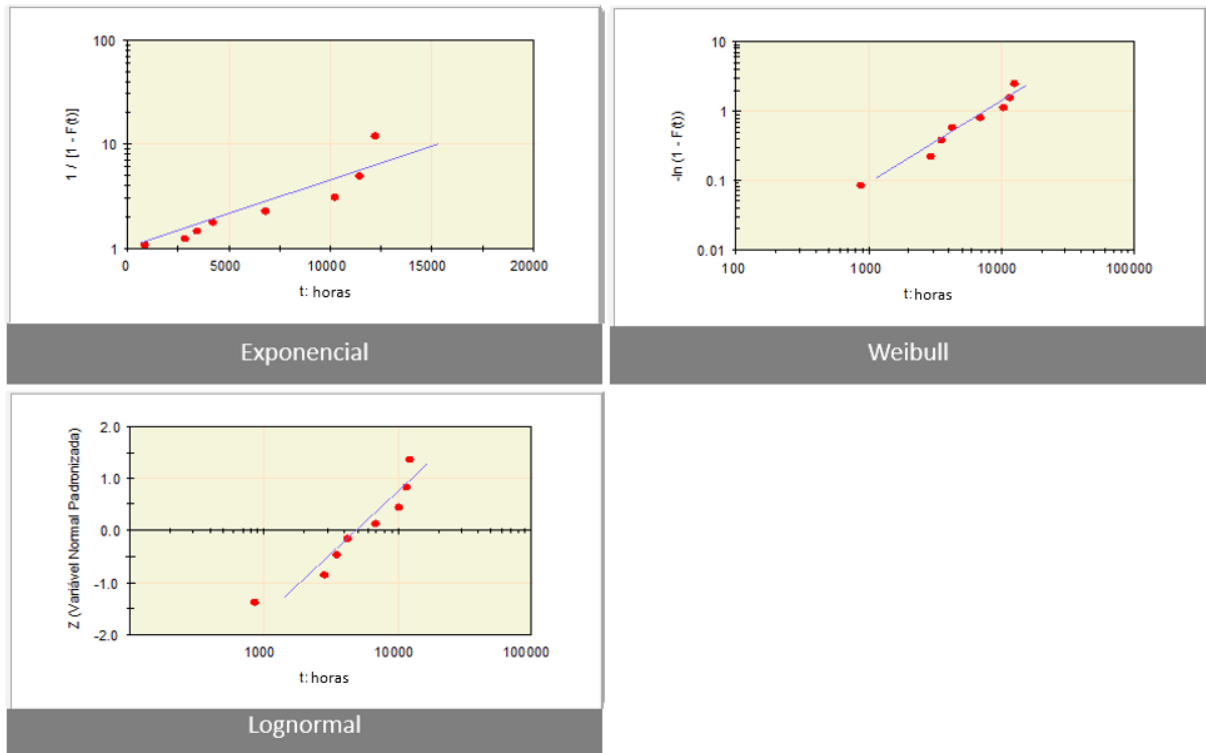 100
10
1
1 / [1 - F(t)]
0 5000 10000 15000 20000
t: horas
Exponencial
10
1
0.1
0.01
-ln (1 - F(t))
100 1000 10000 100000
t: horas
Weibull
2.0
1.0
0.0
-1.0
-2.0
Z (Variável Normal Padronizada)
1000 10000 100000
t: horas
Lognormal